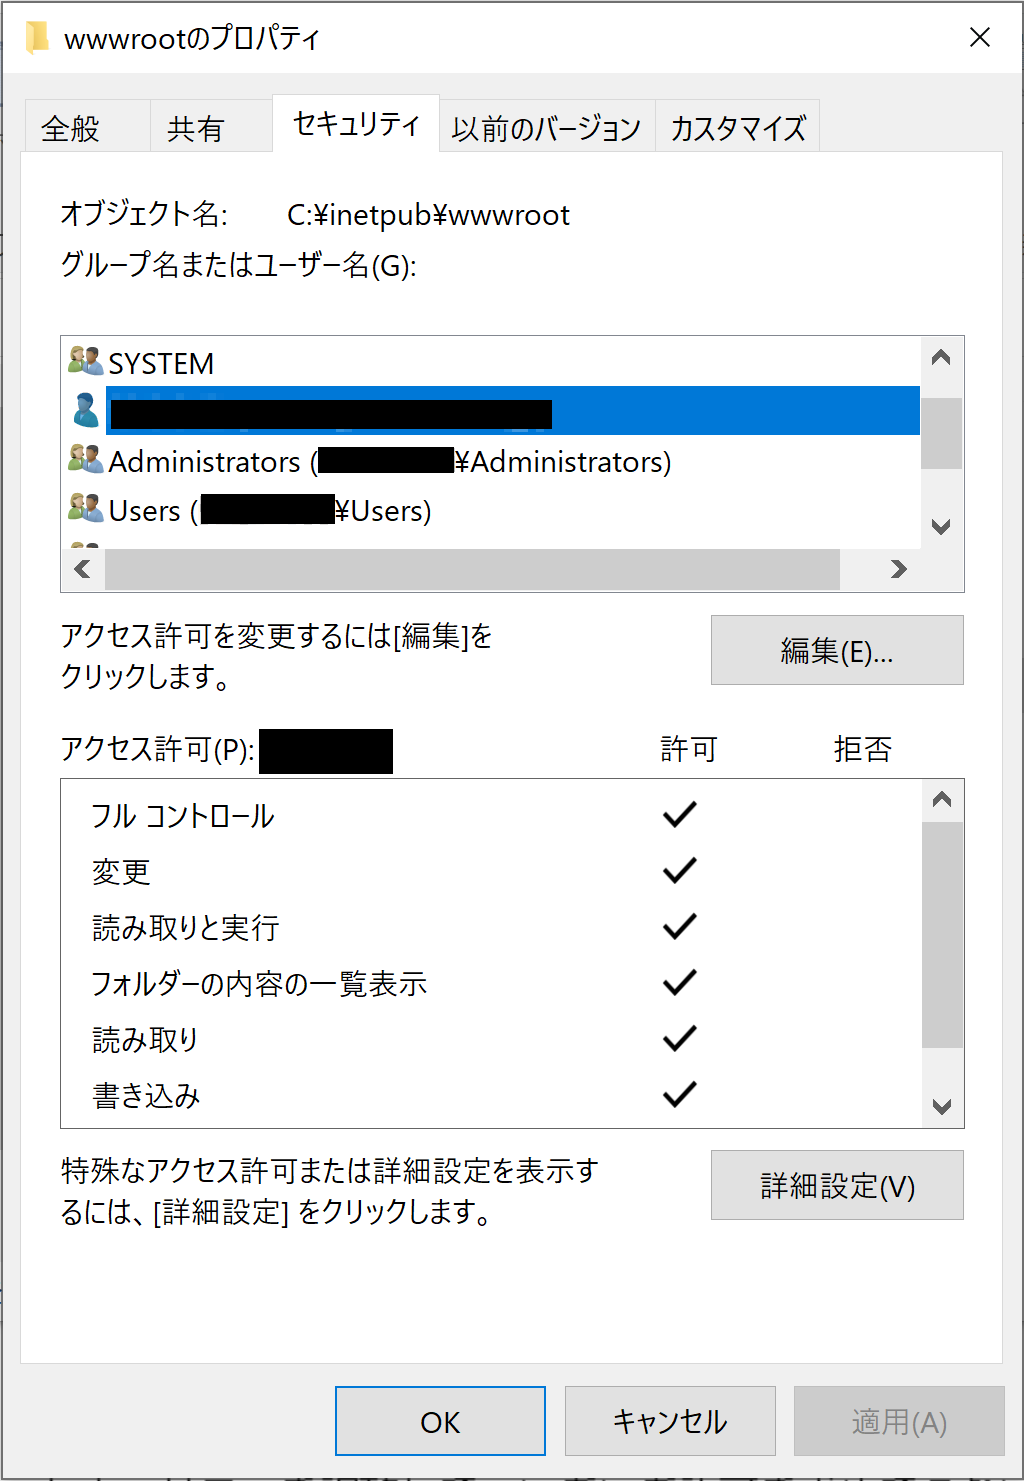 wwwrootのプロパティ
全般 共有 セキュリティ 以前のバージョン カスタマイズ
オブジェクト名: C:¥inetpub¥wwwroot
グループ名またはユーザー名(G):
SYSTEM
Administrators (¥Administrators)
Users (¥Users)
アクセス許可を変更するには[編集]を
クリックします。
編集(E)...
アクセス許可(P): 許可 拒否
フル コントロール
変更
読み取りと実行
フォルダーの内容の一覧表示
読み取り
書き込み
特殊なアクセス許可または詳細設定を表示す
るには、[詳細設定] をクリックします。
詳細設定(V)
OK キャンセル 適用(A)